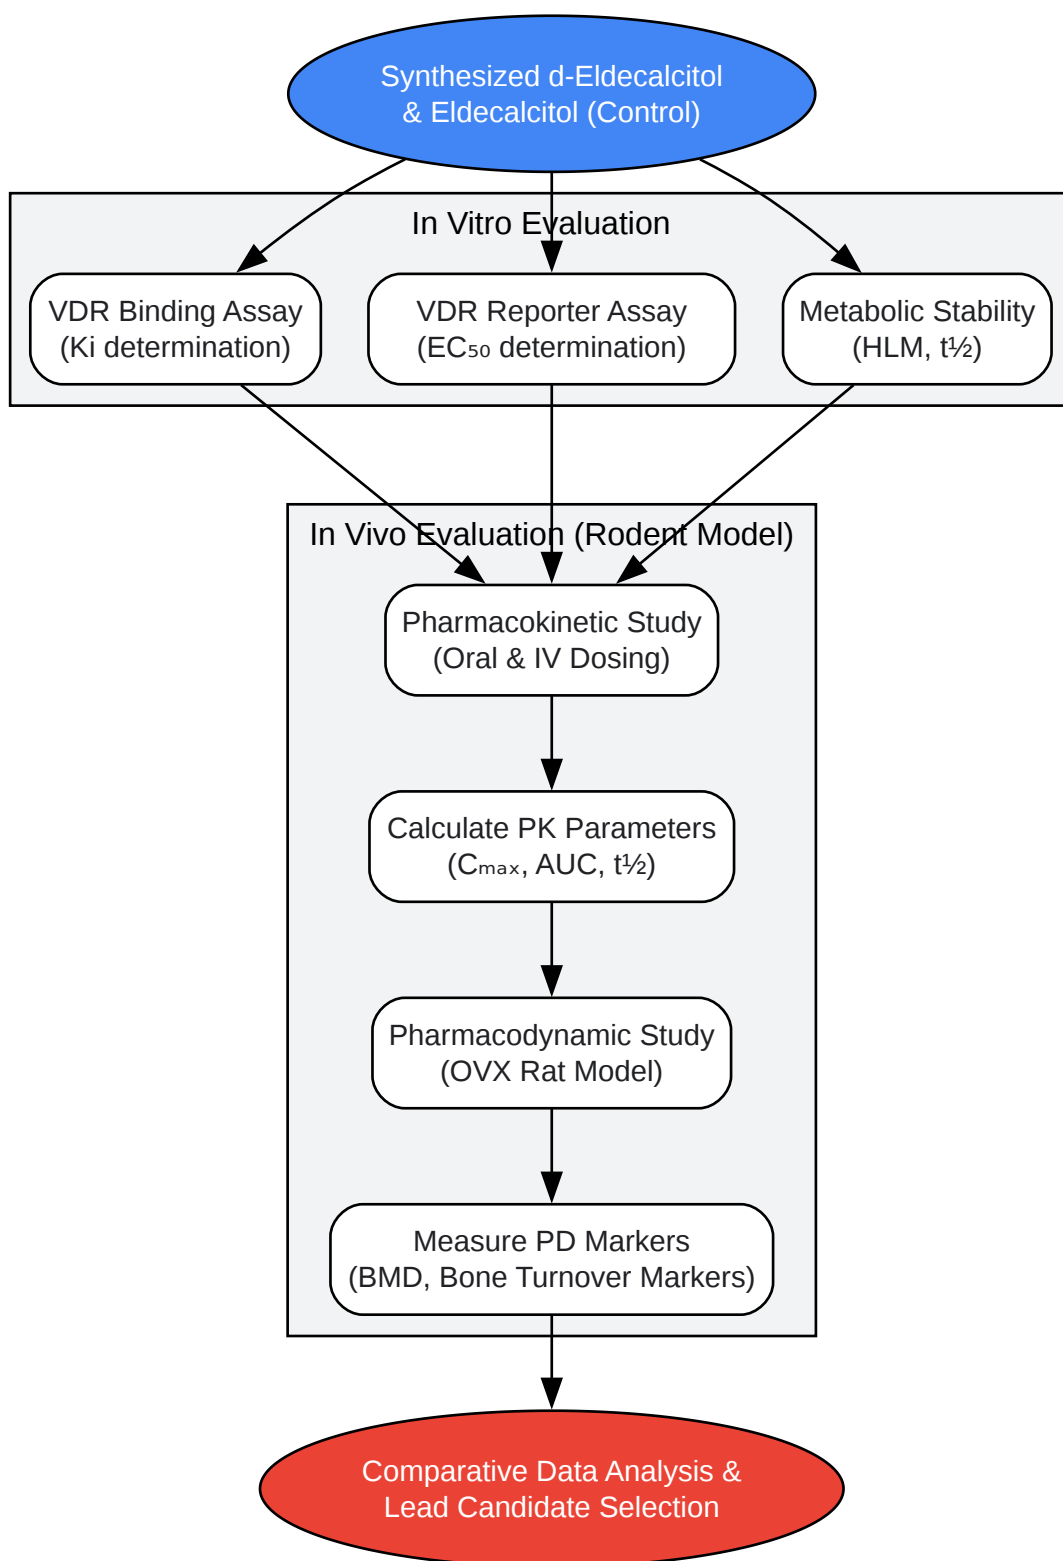 Synthesized d-Eldecalcitol
& Eldecalcitol (Control)
In Vitro Evaluation
VDR Binding Assay
(Ki determination)
VDR Reporter Assay
(EC₅₀ determination)
Metabolic Stability
(HLM, t½)
In Vivo Evaluation (Rodent Model)
Pharmacokinetic Study
(Oral & IV Dosing)
Calculate PK Parameters
(Cₘₐₓ, AUC, t½)
Pharmacodynamic Study
(OVX Rat Model)
Measure PD Markers
(BMD, Bone Turnover Markers)
Comparative Data Analysis &
Lead Candidate Selection